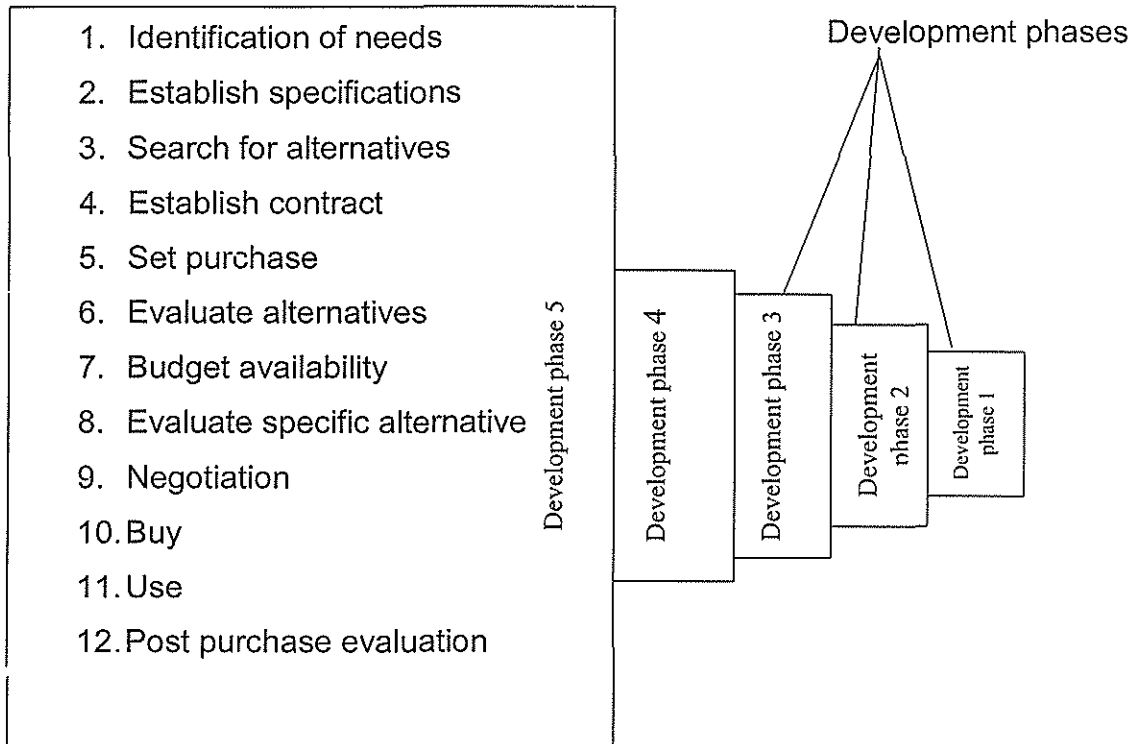 1. Identification of needs
2. Establish specifications
3. Search for alternatives
4. Establish contract
5. Set purchase
6. Evaluate alternatives
7. Budget availability
8. Evaluate specific alternative
9. Negotiation
10. Buy
11. Use
12. Post purchase evaluation
Development phases
Development phase 5
Development phase 4
Development phase 3
Development
phase 2
Development
phase 1